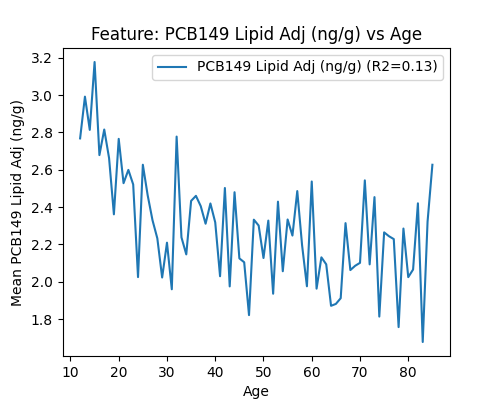 Feature: PCB149 Lipid Adj (ng/g) vs Age
PCB149 Lipid Adj (ng/g) (R2=0.13)
Mean PCB149 Lipid Adj (ng/g)
3.2
3.0
2.8
2.6
2.4
2.2
2.0
1.8
10 20 30 40 50 60 70 80
Age